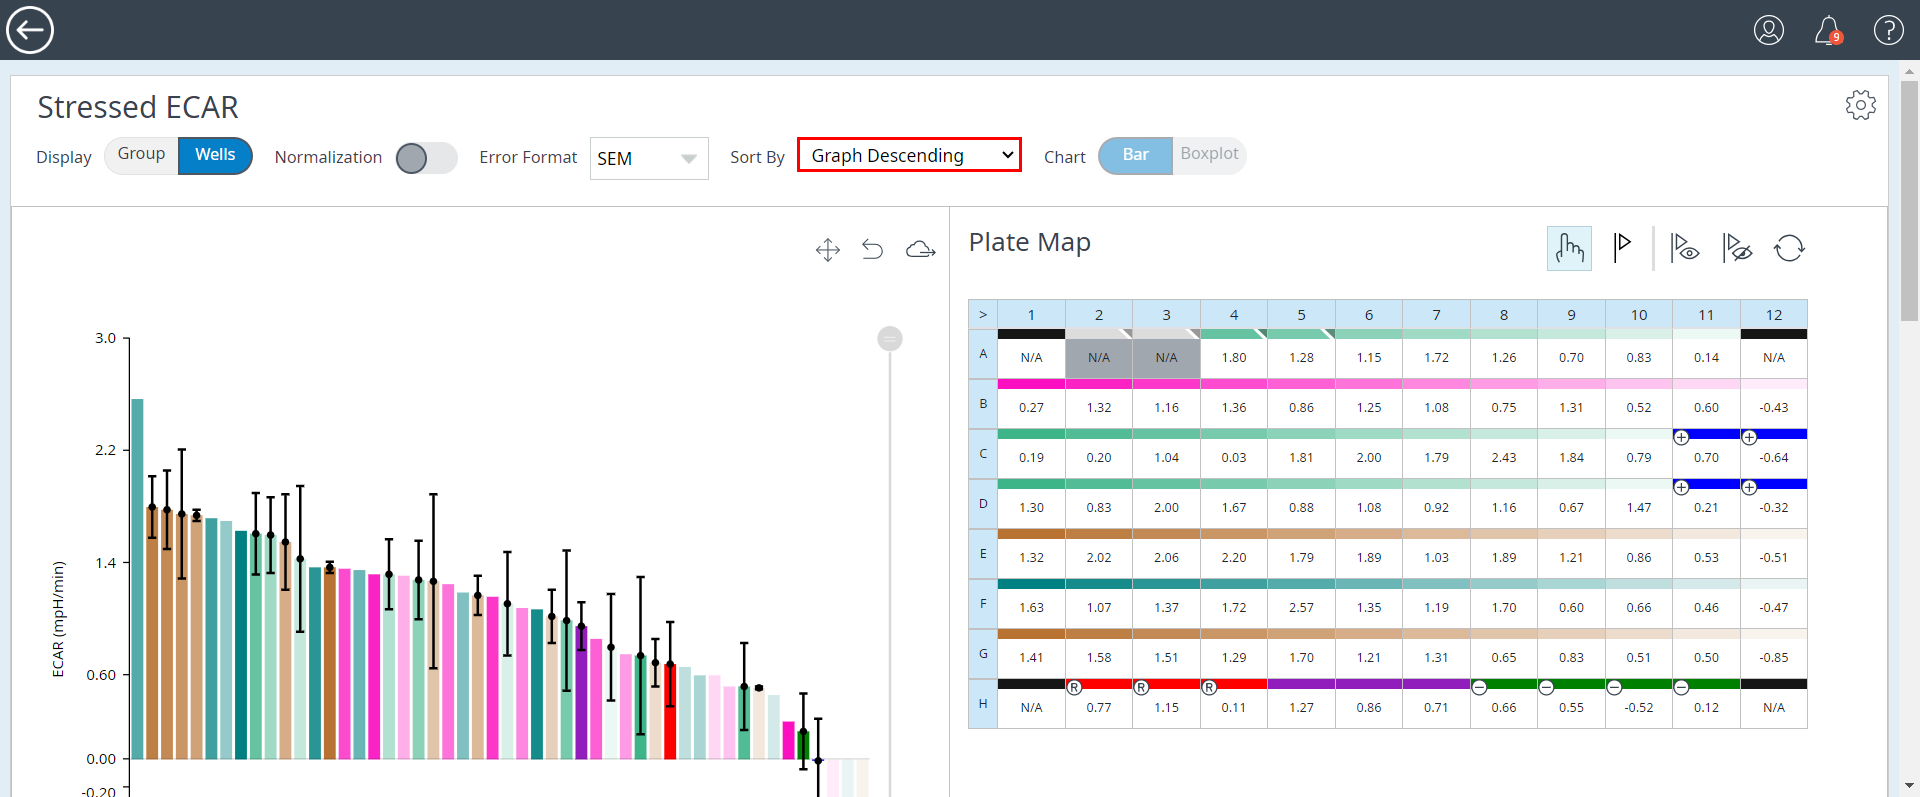 9
Stressed ECAR
Display Group Wells Normalization Error Format SEM Sort By Graph Descending Chart Bar Boxplot
Plate Map
ECAR (mpH/min)
3.0
2.2
1.4
0.60
0.00
-0.20
> 1 2 3 4 5 6 7 8 9 10 11 12
A N/A N/A N/A 1.80 1.28 1.15 1.72 1.26 0.70 0.83 0.14 N/A
B 0.27 1.32 1.16 1.36 0.86 1.25 1.08 0.75 1.31 0.52 0.60 -0.43
+ +
C 0.19 0.20 1.04 0.03 1.81 2.00 1.79 2.43 1.84 0.79 0.70 -0.64
+ +
D 1.30 0.83 2.00 1.67 0.88 1.08 0.92 1.16 0.67 1.47 0.21 -0.32
E 1.32 2.02 2.06 2.20 1.79 1.89 1.03 1.89 1.21 0.86 0.53 -0.51
F 1.63 1.07 1.37 1.72 2.57 1.35 1.19 1.70 0.60 0.66 0.46 -0.47
G 1.41 1.58 1.51 1.29 1.70 1.21 1.31 0.65 0.83 0.51 0.50 -0.85
R R R − − − −
H N/A 0.77 1.15 0.11 1.27 0.86 0.71 0.66 0.55 -0.52 0.12 N/A